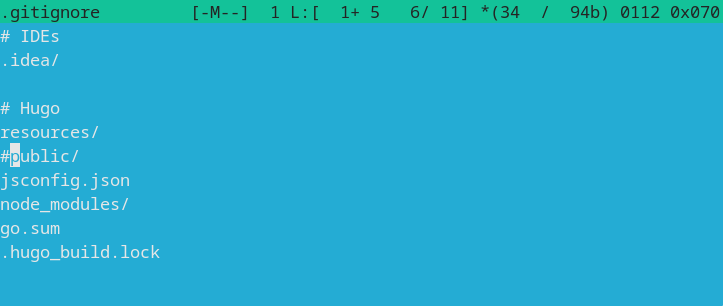 .gitignore [-M--] 1 L:[ 1+ 5 6/ 11] *(34 / 94b) 0112 0x070
# IDEs
.idea/
# Hugo
resources/
#public/
jsconfig.json
node_modules/
go.sum
.hugo_build.lock